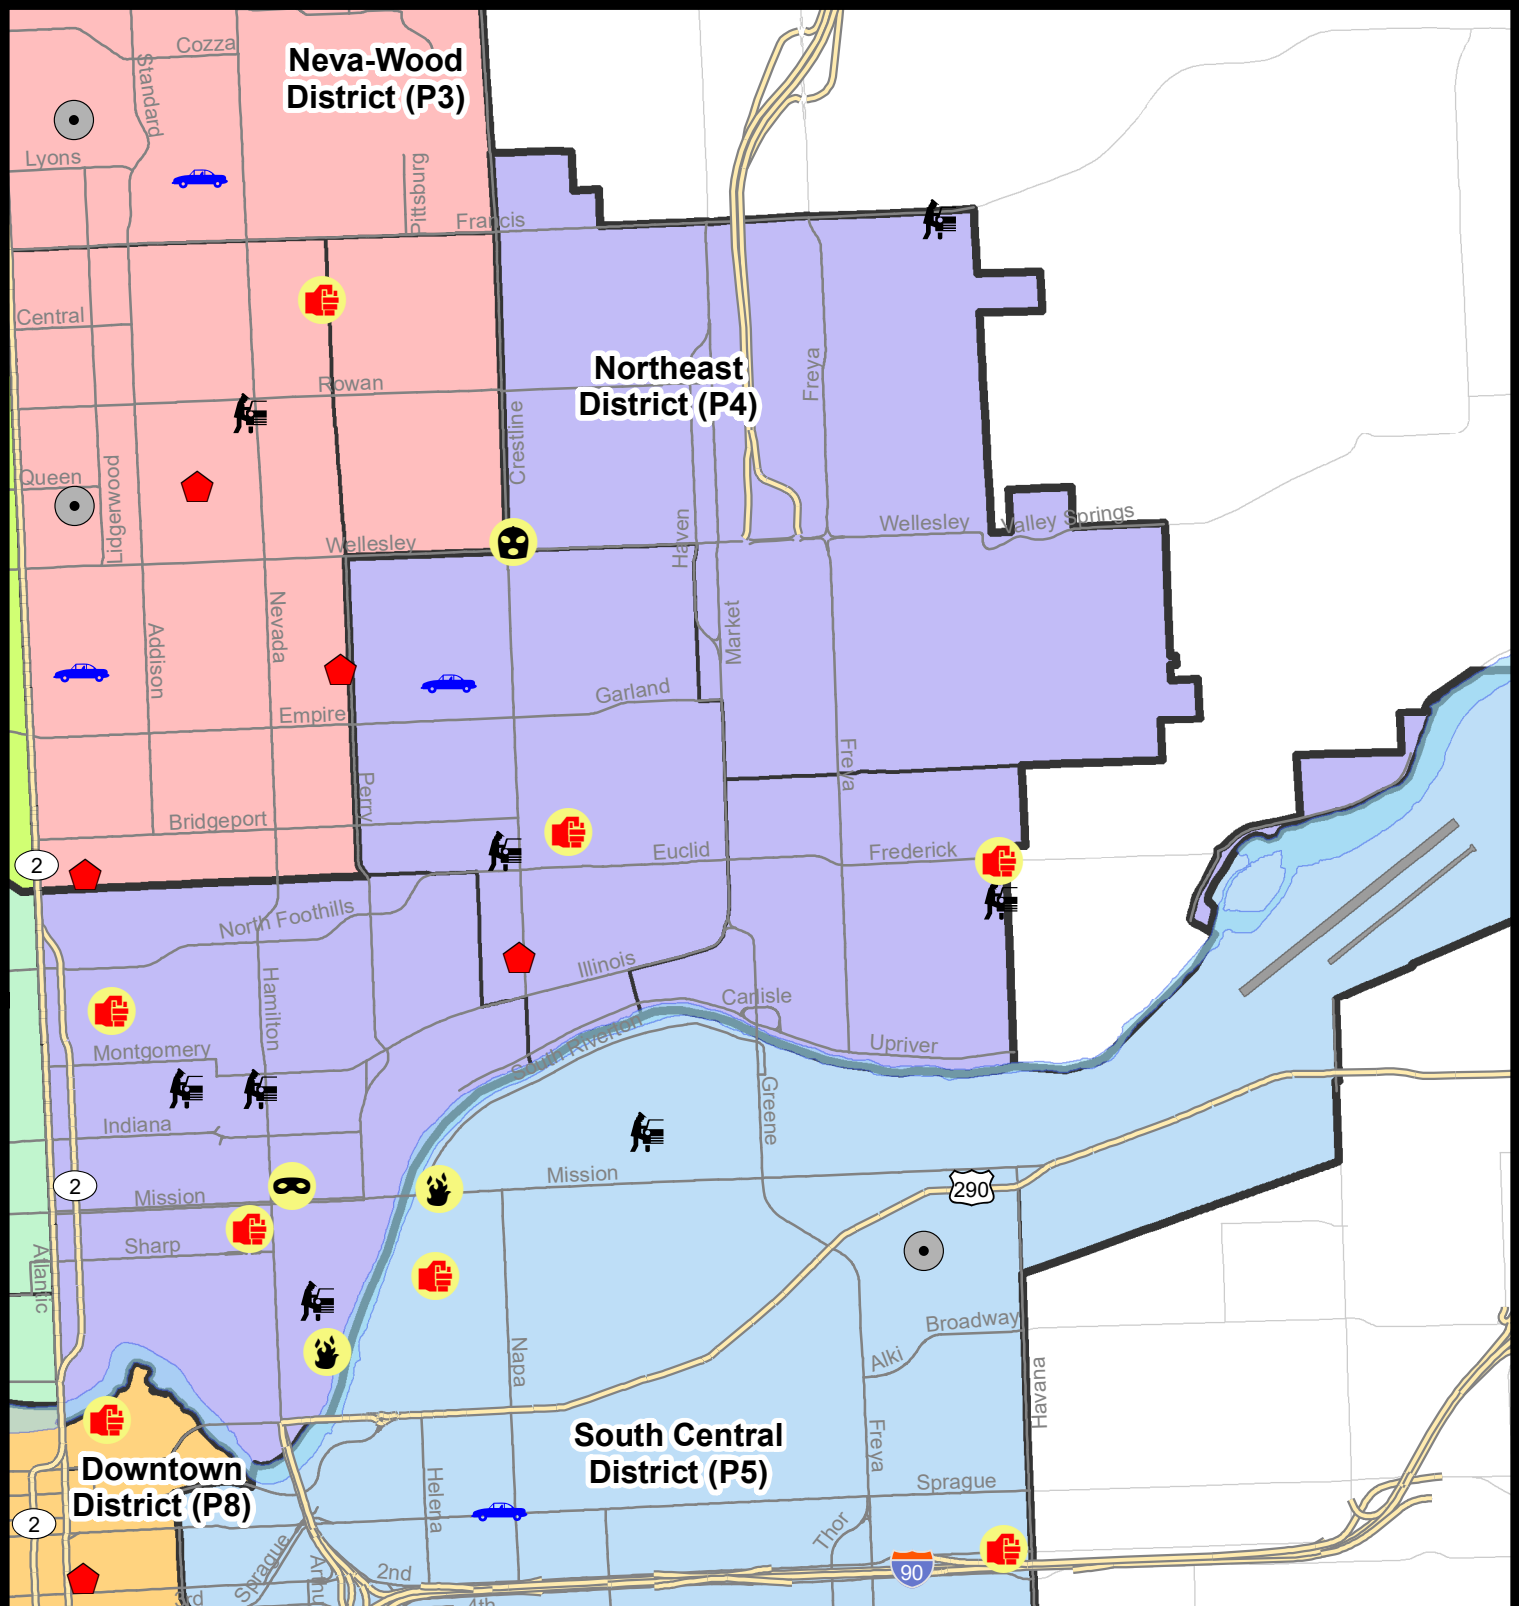 Cozza
Neva-Wood
District (P3)
Standard
Lyons
Pittsburg
Francis
Central
Northeast
District (P4)
Freya
Rowan
Crestline
Queen
Lidgerwood
Haven
Wellesley
Wellesley
Valley Springs
Nevada
Addison
Market
Garland
Empire
Freya
Perry
Bridgeport
2
Euclid
Frederick
North Foothills
Illinois
Hamilton
Carlisle
South Riverton
Upriver
Montgomery
Greene
Indiana
Mission
2
Mission
290
Sharp
Atlantic
Broadway
Napa
Alki
Havana
South Central
District (P5)
Freya
Downtown
District (P8)
Helena
Sprague
2
Thor
Sprague
2nd
90
Arthu
3rd
4th